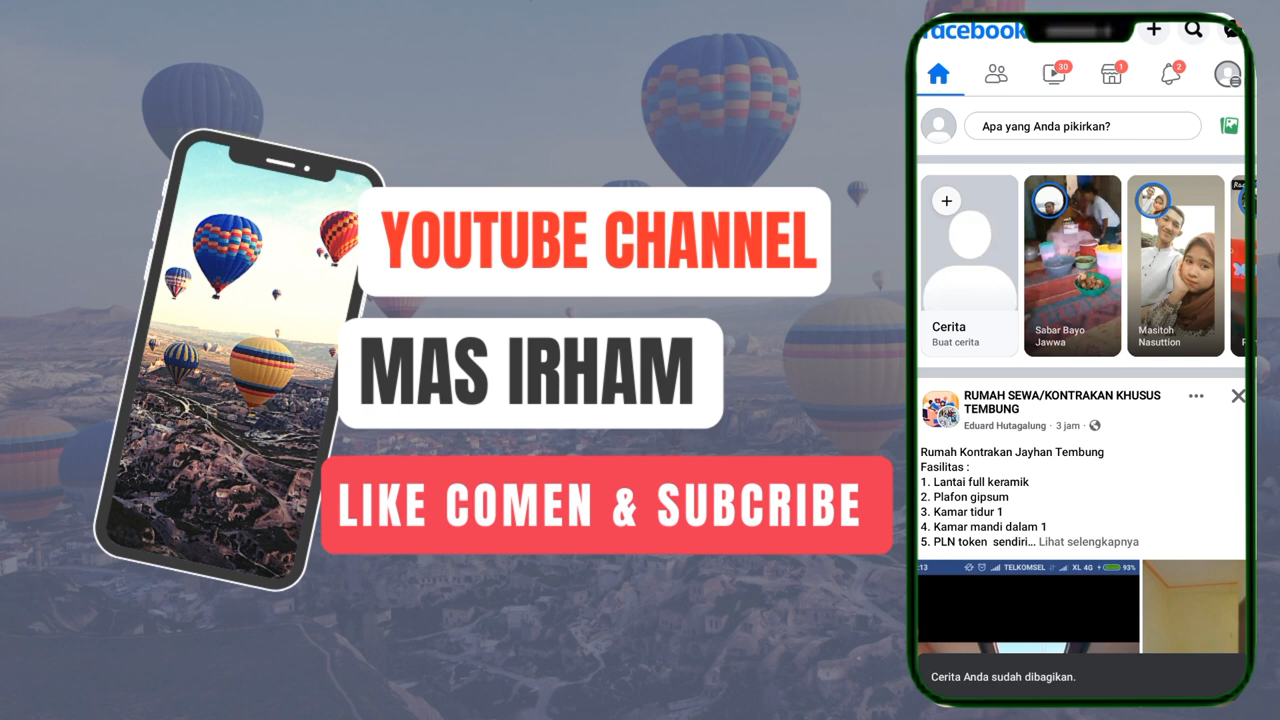 YOUTUBE CHANNEL
MAS IRHAM
LIKE COMEN & SUBCRIBE
facebook
30
1
2
Apa yang Anda pikirkan?
Cerita
Buat cerita
Sabar Bayo
Jawwa
Masitoh
Nasuttion
RUMAH SEWA/KONTRAKAN KHUSUS
TEMBUNG
Eduard Hutagalung · 3 jam ·
Rumah Kontrakan Jayhan Tembung
Fasilitas :
1. Lantai full keramik
2. Plafon gipsum
3. Kamar tidur 1
4. Kamar mandi dalam 1
5. PLN token sendiri... Lihat selengkapnya
:13 TELKOMSEL XL 4G 93%
Cerita Anda sudah dibagikan.